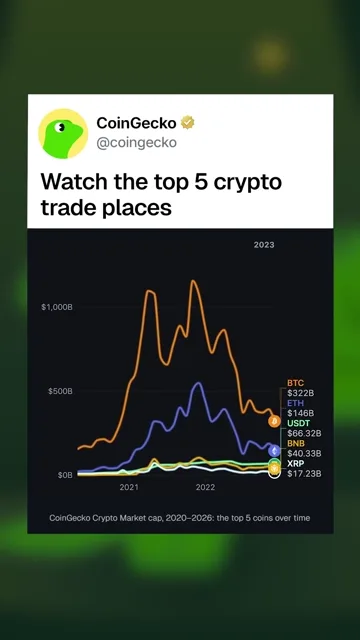 CoinGecko
@coingecko
Watch the top 5 crypto
trade places
2023
$1,000B
$500B
$0B
2021
2022
BTC
$322B
ETH
$146B
USDT
$66.32B
BNB
$40.33B
XRP
$17.23B
CoinGecko Crypto Market cap, 2020–2026: the top 5 coins over time